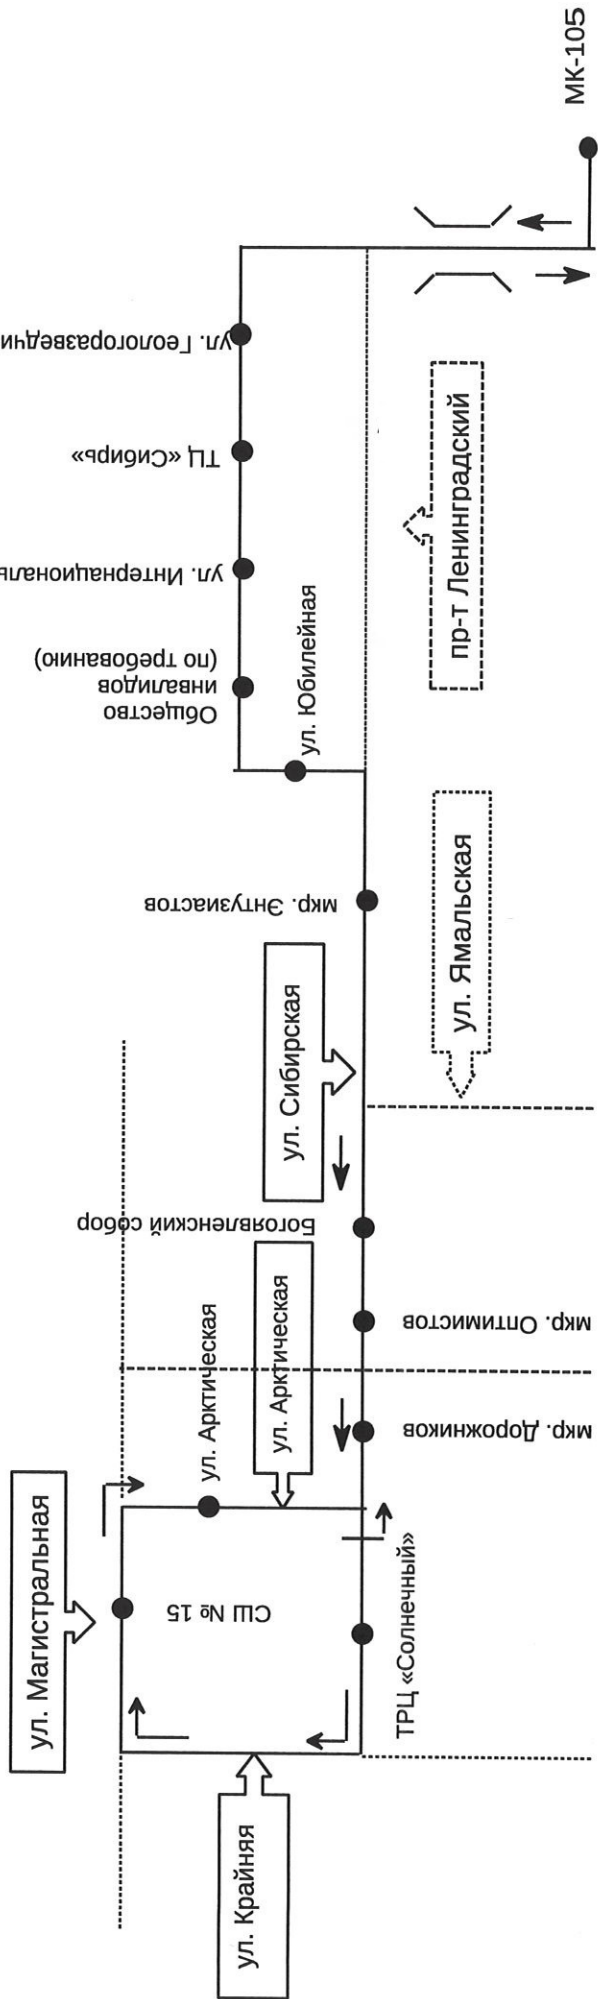 МК-105
ул. Геологоразведчи
ТЦ «Сибирь»
ул. Интернациональ
Общество
инвалидов
(по требованию)
ул. Юбилейная
пр-т Ленинградский
мкр. Энтузиастов
ул. Сибирская
ул. Ямальская
Богоявленский собор
мкр. Оптимистов
ул. Арктическая
ул. Арктическая
мкр. Дорожников
ул. Магистральная
СШ № 15
ТРЦ «Солнечный»
ул. Крайняя